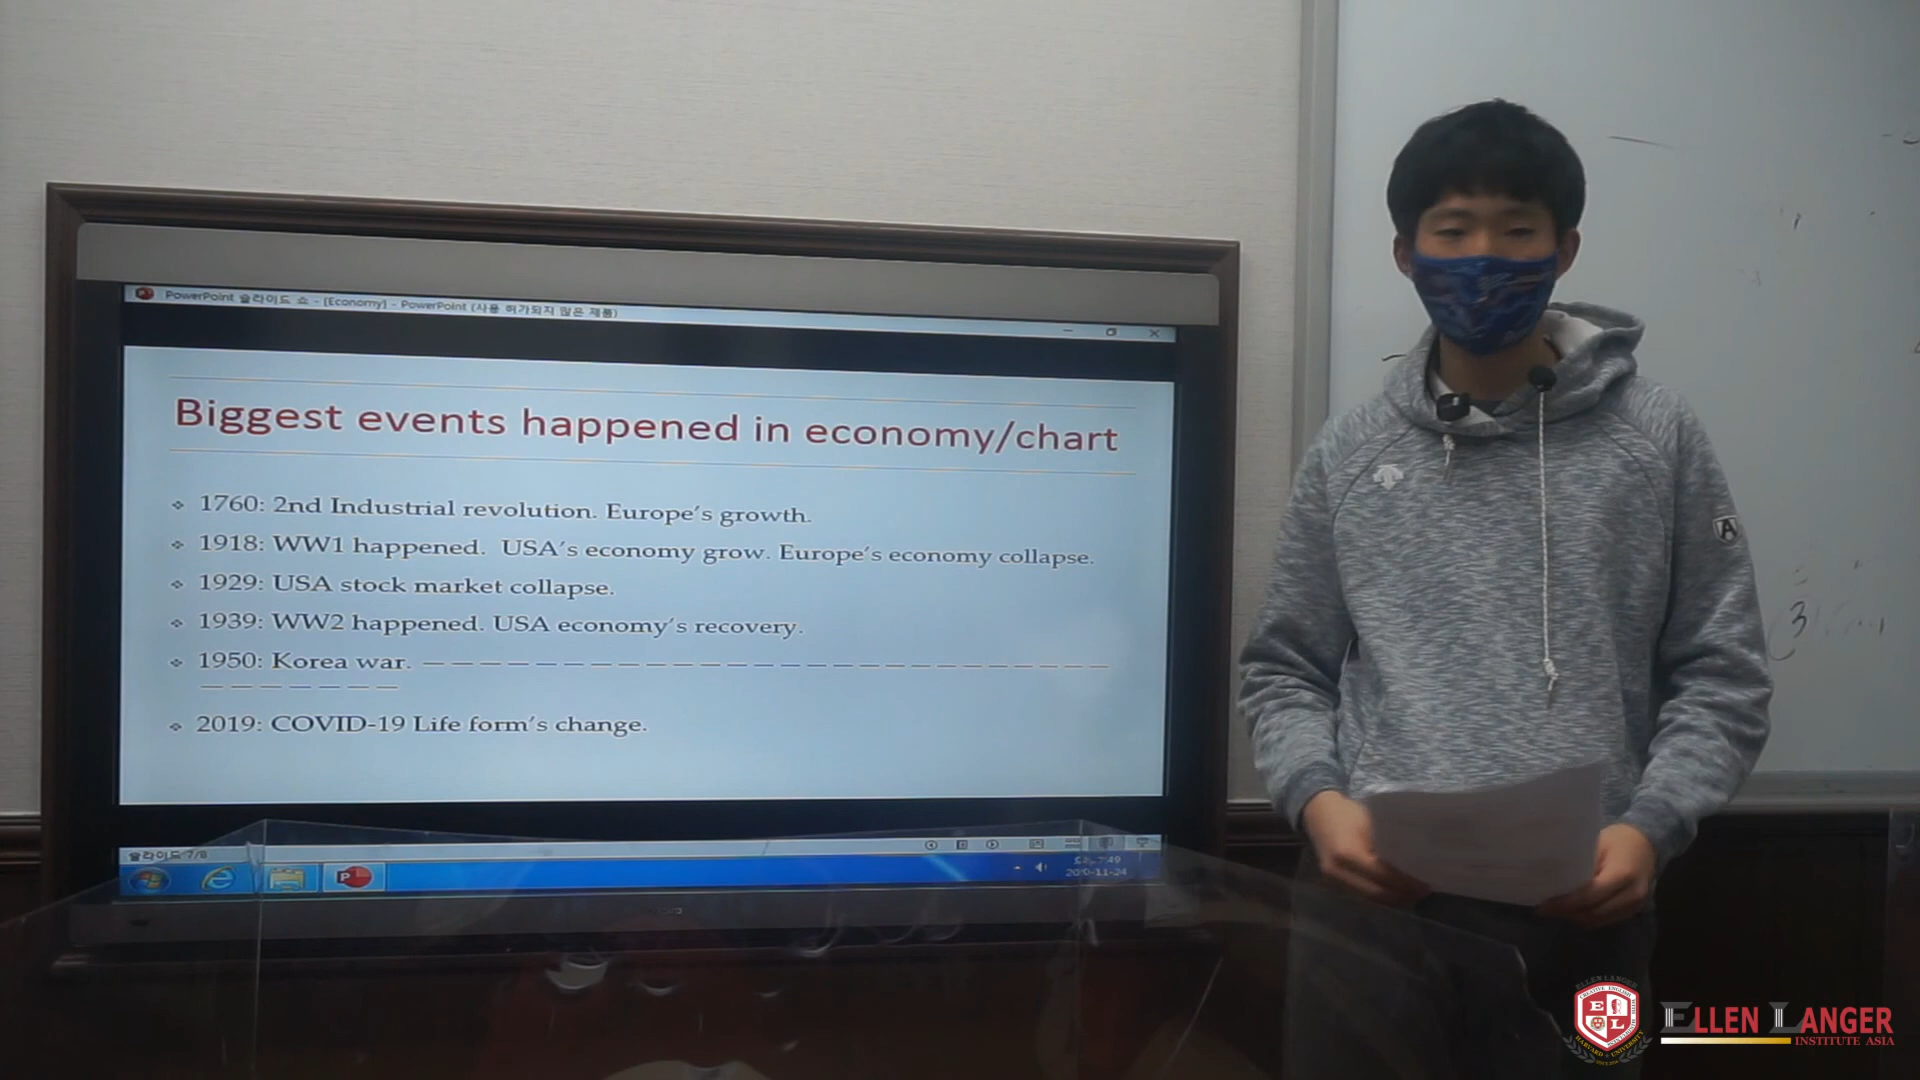 PowerPoint 슬라이드 쇼 - [Economy] - PowerPoint (사용 허가되지 않은 제품)
Biggest events happened in economy/chart
1760: 2nd Industrial revolution. Europe's growth.
1918: WW1 happened.  USA's economy grow. Europe's economy collapse.
1929: USA stock market collapse.
1939: WW2 happened. USA economy's recovery.
1950: Korea war. _ _ _ _ _ _ _ _ _ _ _ _ _ _ _ _ _ _ _ _ _ _ _ _ _
_ _ _ _ _ _ _
2019: COVID-19 Life form's change.
슬라이드 7/8
A
3
ELLEN LANGER
INSTITUTE ASIA
E
L